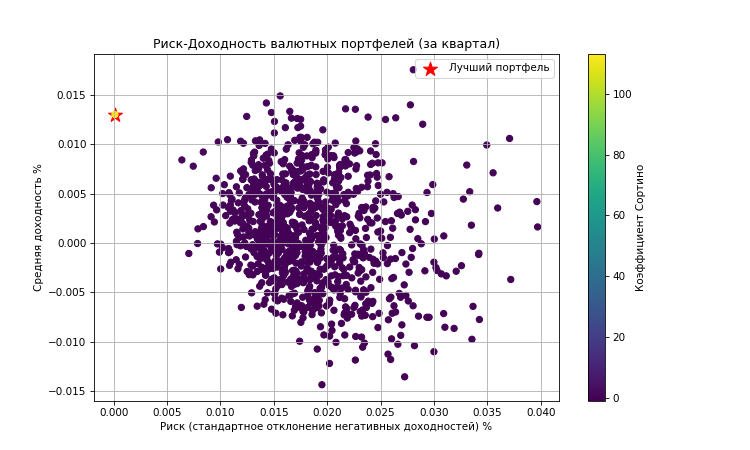 Риск-Доходность валютных портфелей (за квартал)
Лучший портфель
Средняя доходность %
0.015
0.010
0.005
0.000
−0.005
−0.010
−0.015
0.000 0.005 0.010 0.015 0.020 0.025 0.030 0.035 0.040
Риск (стандартное отклонение негативных доходностей) %
100
80
60
40
20
0
Коэффициент Сортино